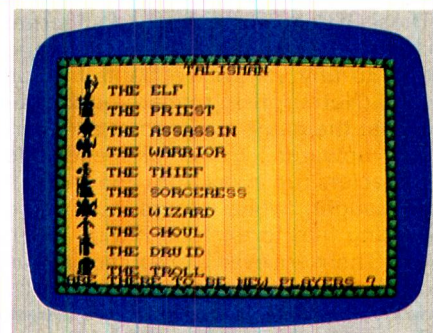 TALISMAN
THE ELF
THE PRIEST
THE ASSASSIN
THE WARRIOR
THE THIEF
THE SORCERESS
THE WIZARD
THE GHOUL
THE DRUID
THE TROLL
ARE THERE TO BE NEW PLAYERS ?